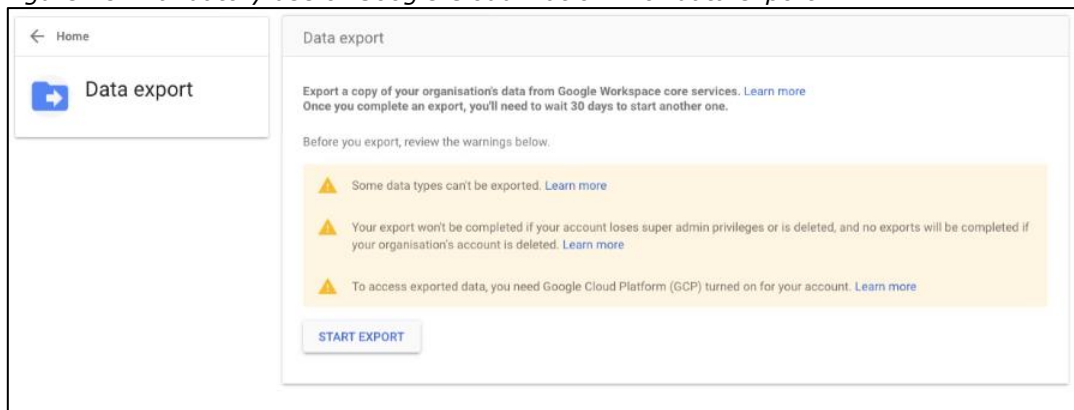 ← Home
Data export
Data export
Export a copy of your organisation's data from Google Workspace core services. Learn more
Once you complete an export, you'll need to wait 30 days to start another one.
Before you export, review the warnings below.
Some data types can't be exported. Learn more
Your export won't be completed if your account loses super admin privileges or is deleted, and no exports will be completed if
your organisation's account is deleted. Learn more
To access exported data, you need Google Cloud Platform (GCP) turned on for your account. Learn more
START EXPORT